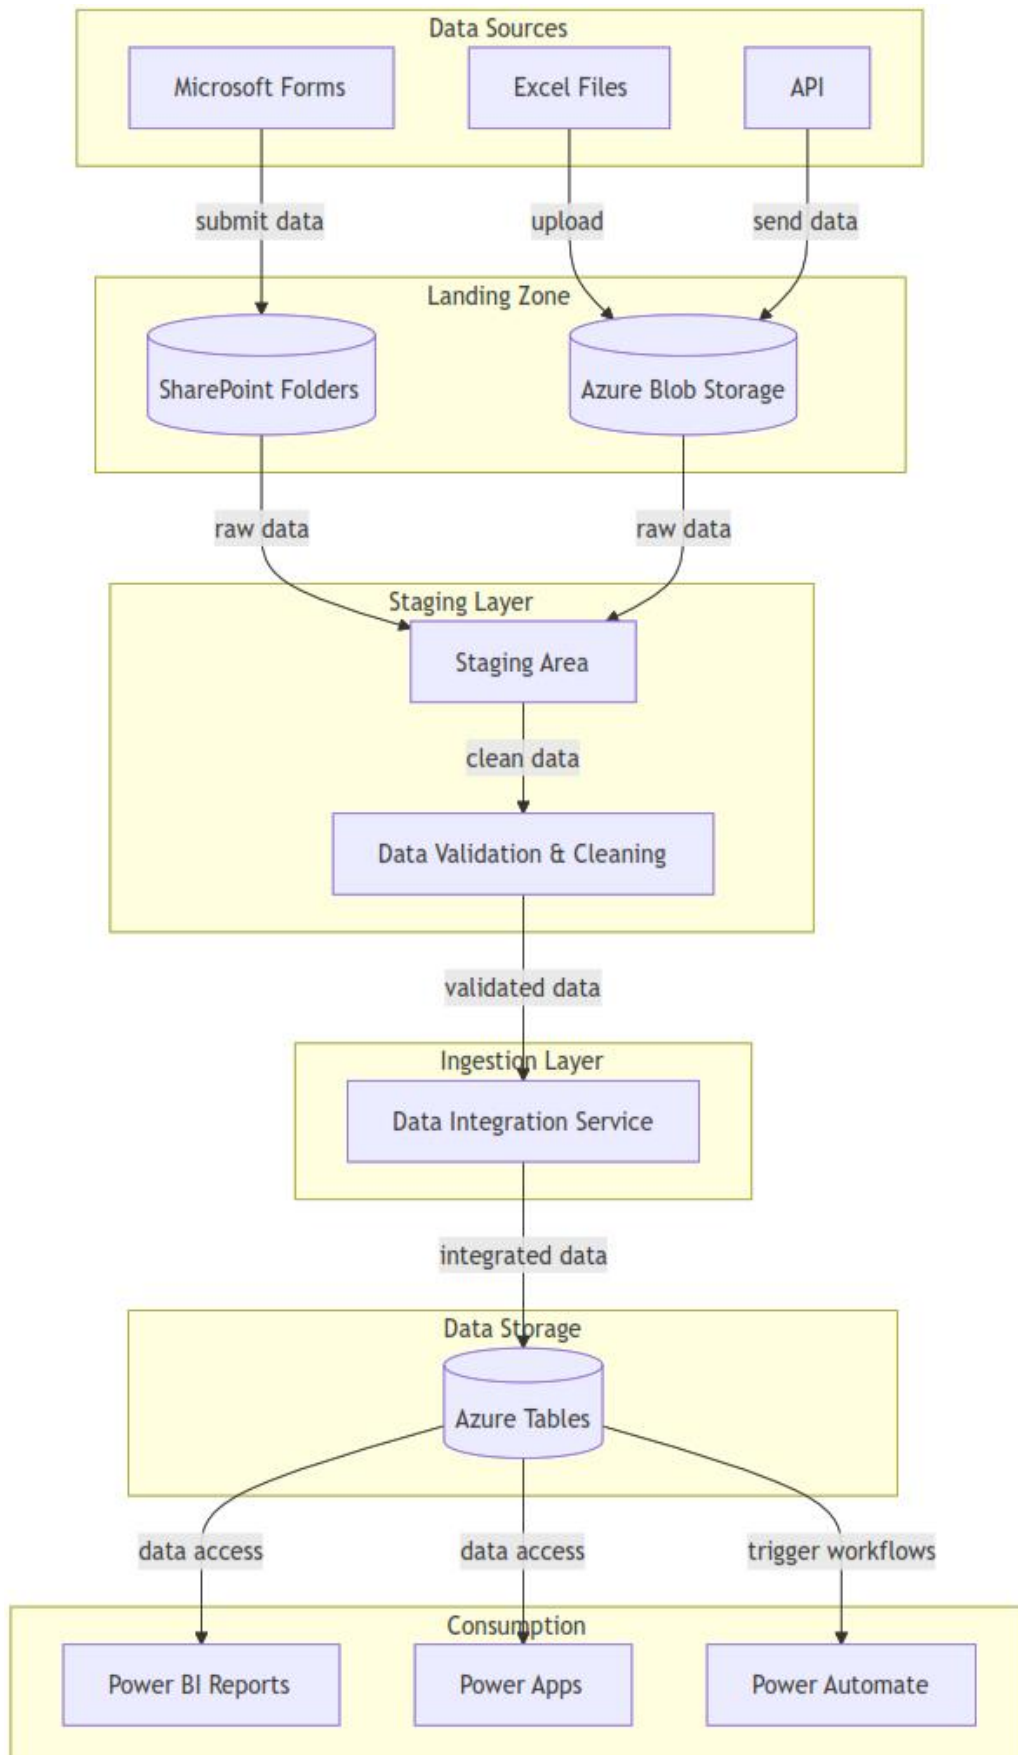 Data Sources
Microsoft Forms
Excel Files
API
submit data
upload
send data
Landing Zone
SharePoint Folders
Azure Blob Storage
raw data
raw data
Staging Layer
Staging Area
clean data
Data Validation & Cleaning
validated data
Ingestion Layer
Data Integration Service
integrated data
Data Storage
Azure Tables
data access
data access
trigger workflows
Consumption
Power BI Reports
Power Apps
Power Automate